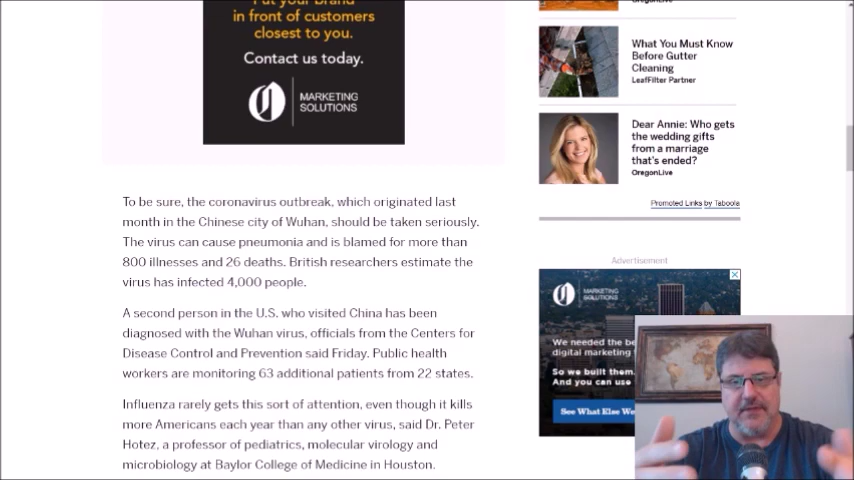 Put your brand
in front of customers
closest to you.
Contact us today.
MARKETING
SOLUTIONS
To be sure, the coronavirus outbreak, which originated last
month in the Chinese city of Wuhan, should be taken seriously.
The virus can cause pneumonia and is blamed for more than
800 illnesses and 26 deaths. British researchers estimate the
virus has infected 4,000 people.
A second person in the U.S. who visited China has been
diagnosed with the Wuhan virus, officials from the Centers for
Disease Control and Prevention said Friday. Public health
workers are monitoring 63 additional patients from 22 states.
Influenza rarely gets this sort of attention, even though it kills
more Americans each year than any other virus, said Dr. Peter
Hotez, a professor of pediatrics, molecular virology and
microbiology at Baylor College of Medicine in Houston.
OregonLive
What You Must Know
Before Gutter
Cleaning
LeafFilter Partner
Dear Annie: Who gets
the wedding gifts
from a marriage
that's ended?
OregonLive
Promoted Links by Taboola
Advertisement
MARKETING
SOLUTIONS
We needed the be
digital marketing
So we built them.
And you can use
See What Else We